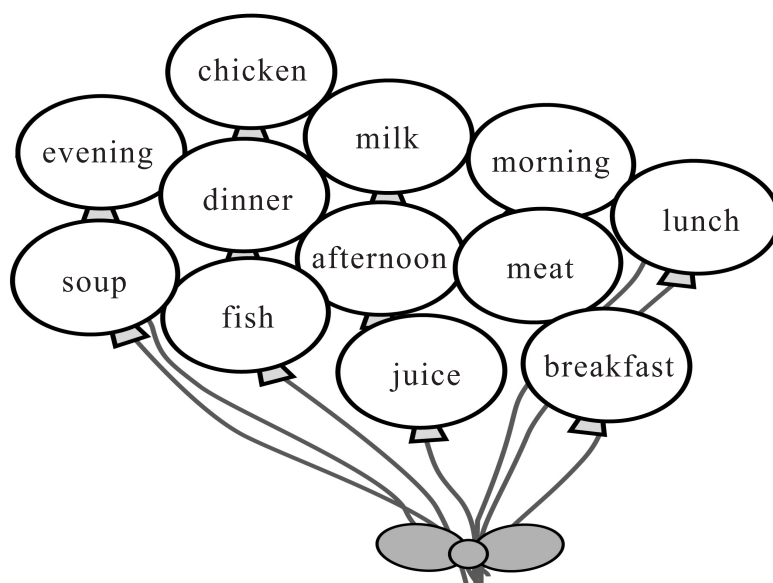 chicken
milk
evening
morning
dinner
lunch
afternoon
meat
soup
fish
breakfast
juice